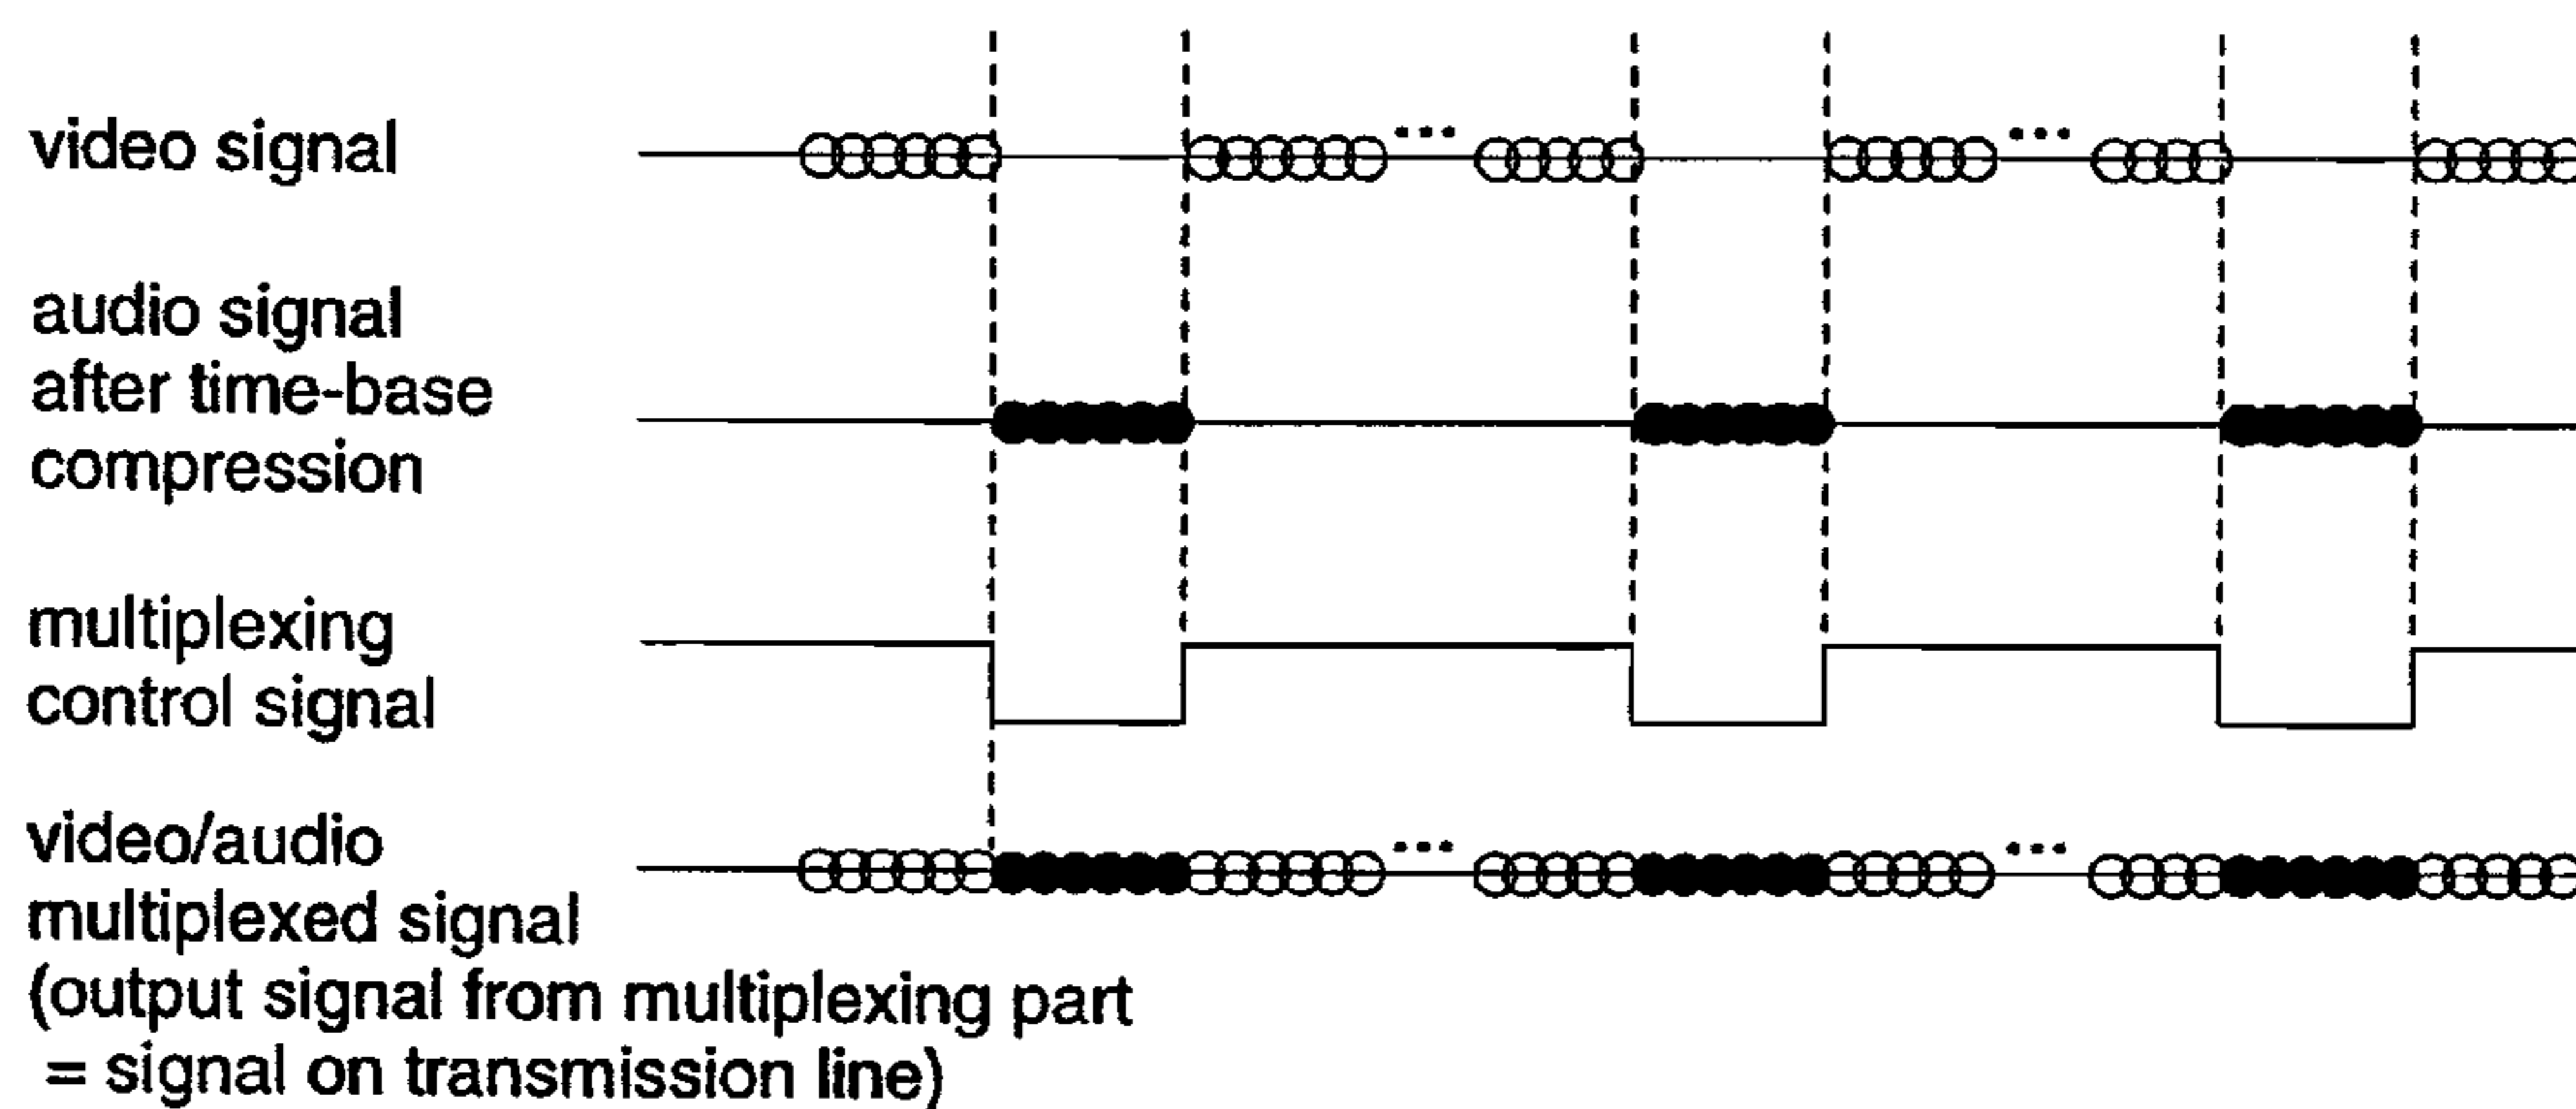 video signal
... ...
audio signal
after time-base
compression
multiplexing
control signal
video/audio
... ...
multiplexed signal
(output signal from multiplexing part
= signal on transmission line)